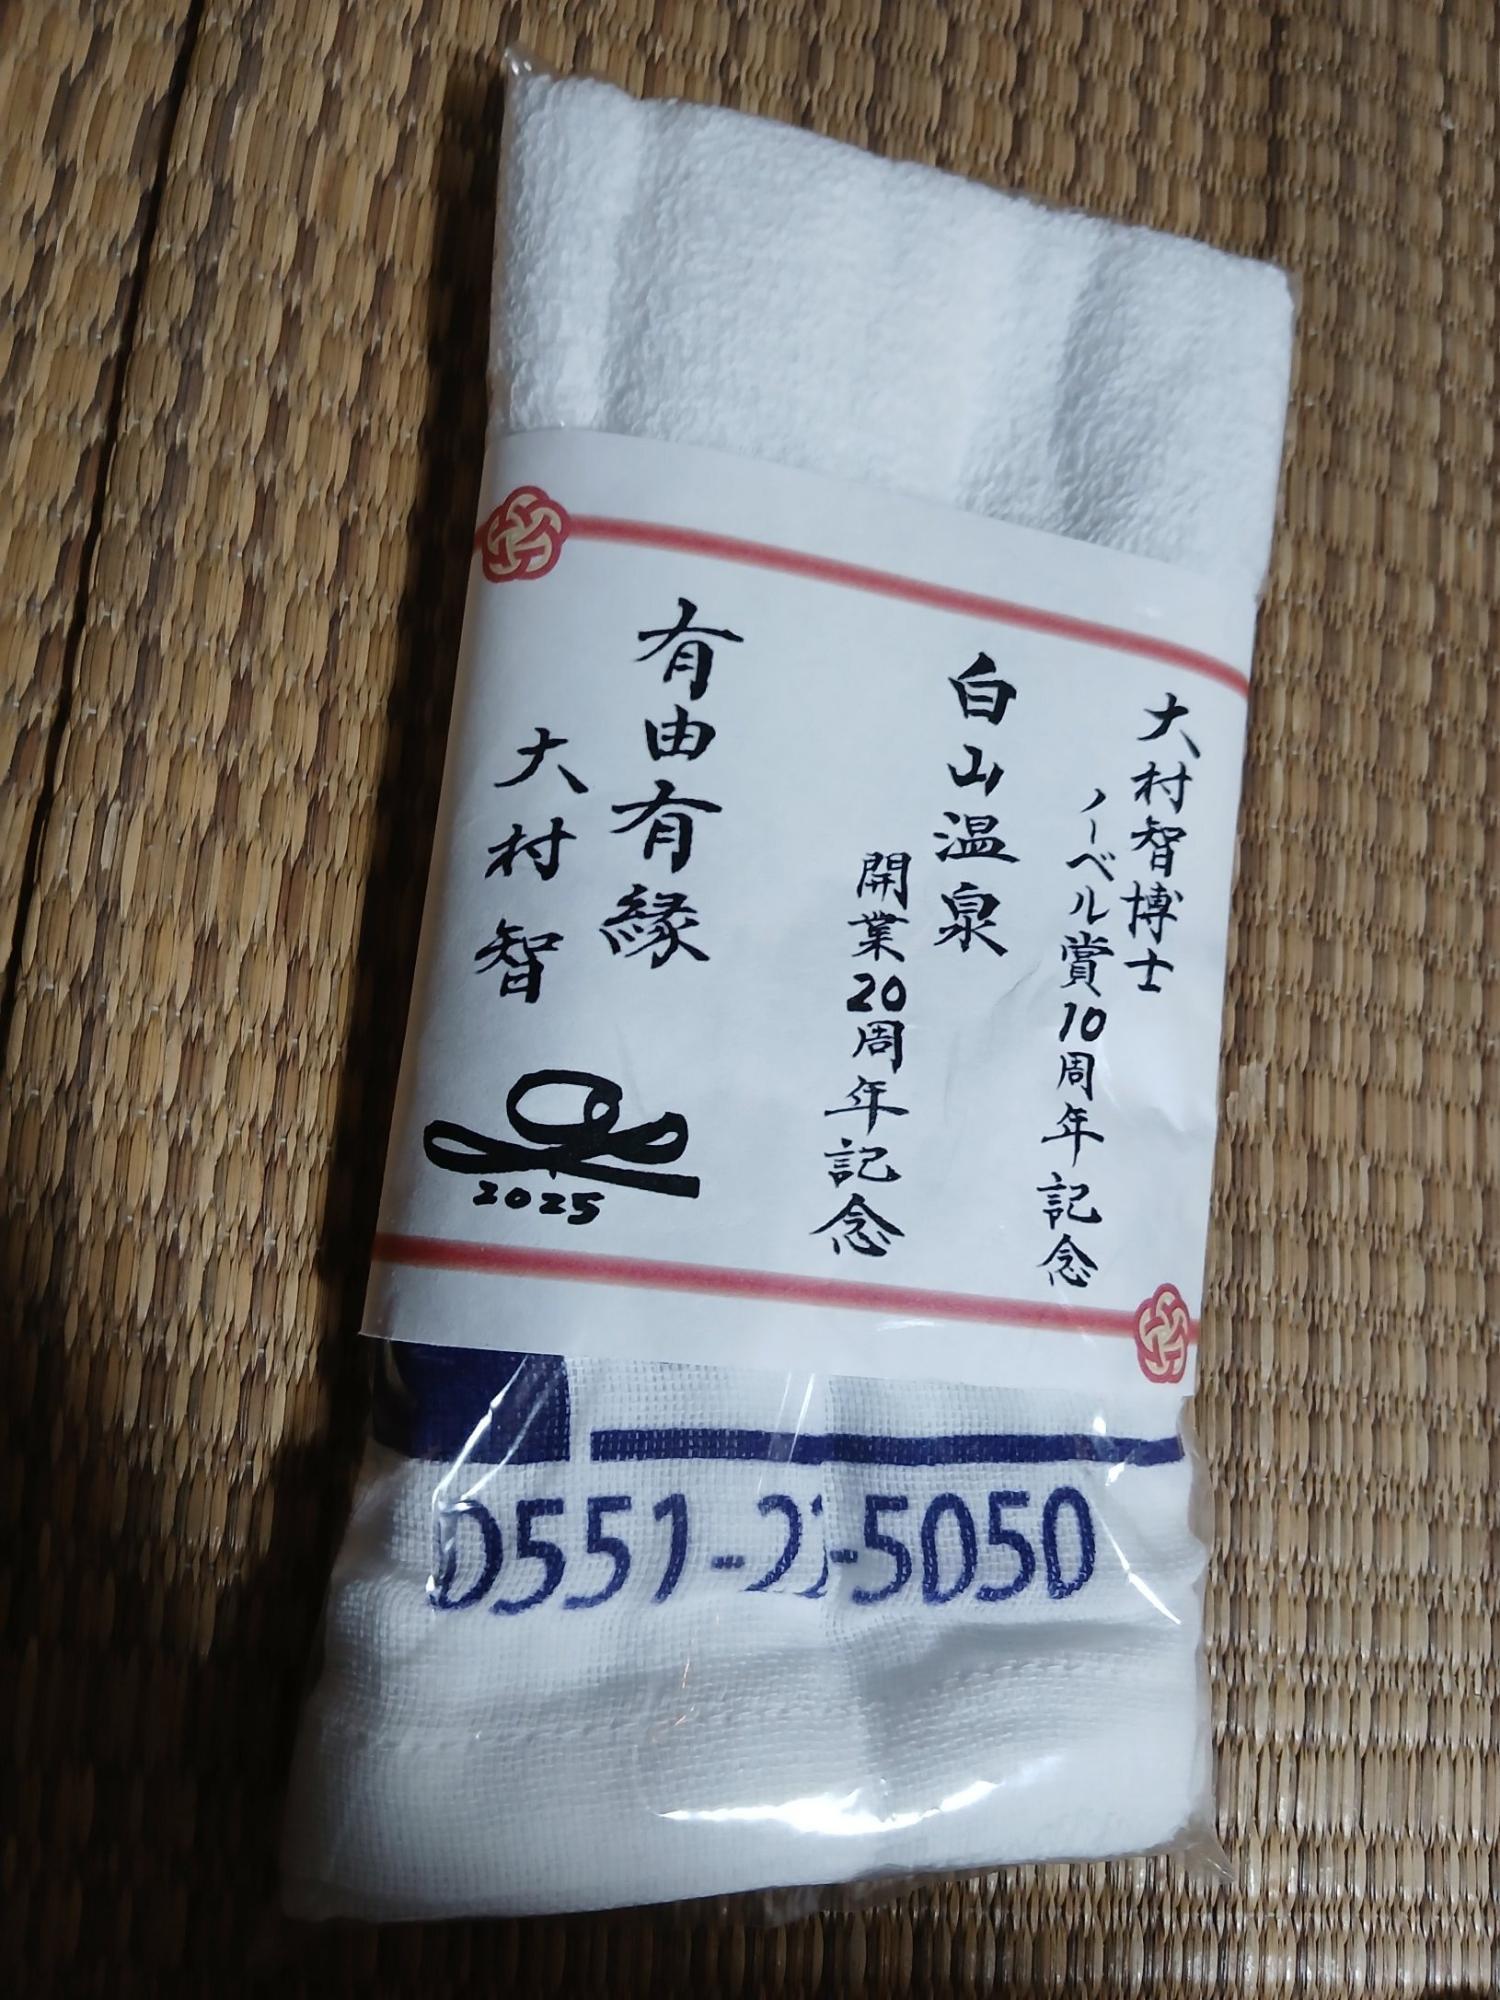 大村智博士
ノーベル賞10周年記念
白山温泉
開業20周年記念
有由有縁
大村智
2025